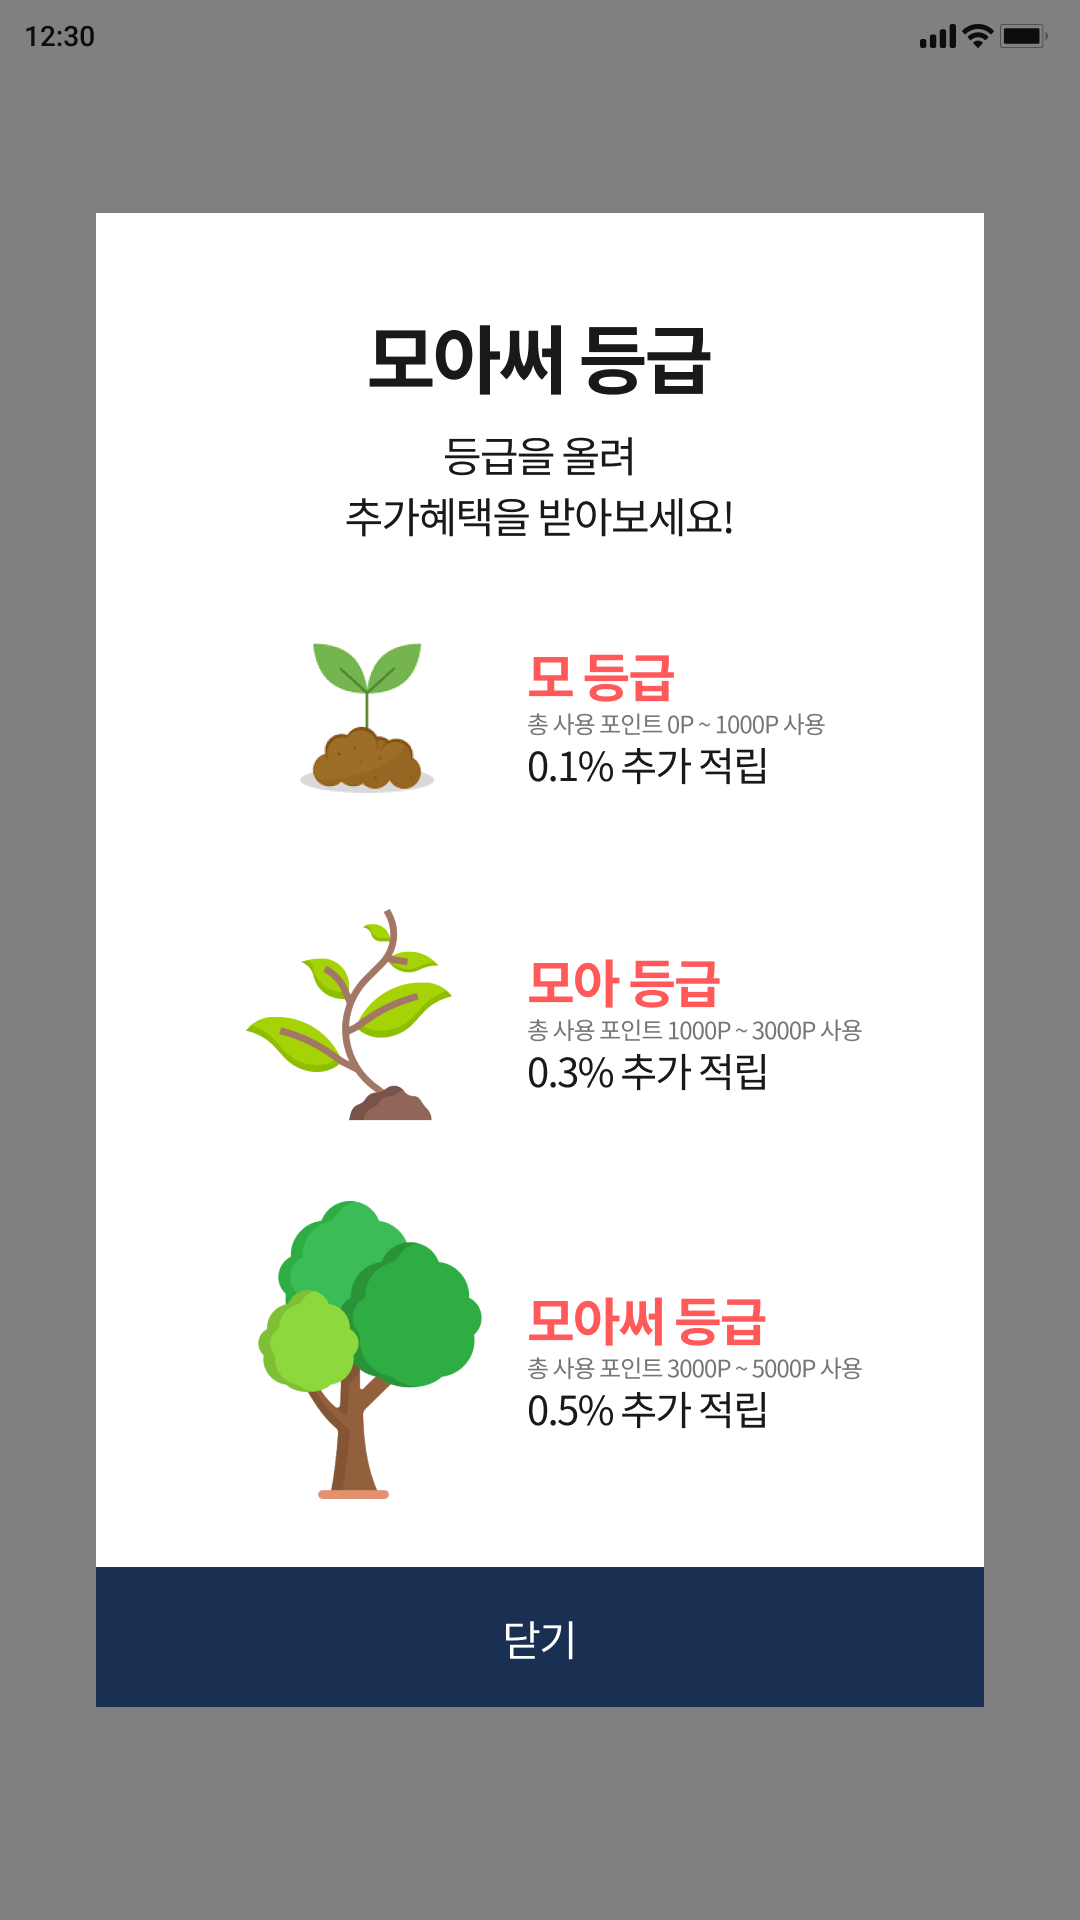 12:30
모아써 등급
등급을 올려
추가혜택을 받아보세요!
모 등급
총 사용 포인트 0P ~ 1000P 사용
0.1% 추가 적립
모아 등급
총 사용 포인트 1000P ~ 3000P 사용
0.3% 추가 적립
모아써 등급
총 사용 포인트 3000P ~ 5000P 사용
0.5% 추가 적립
닫기